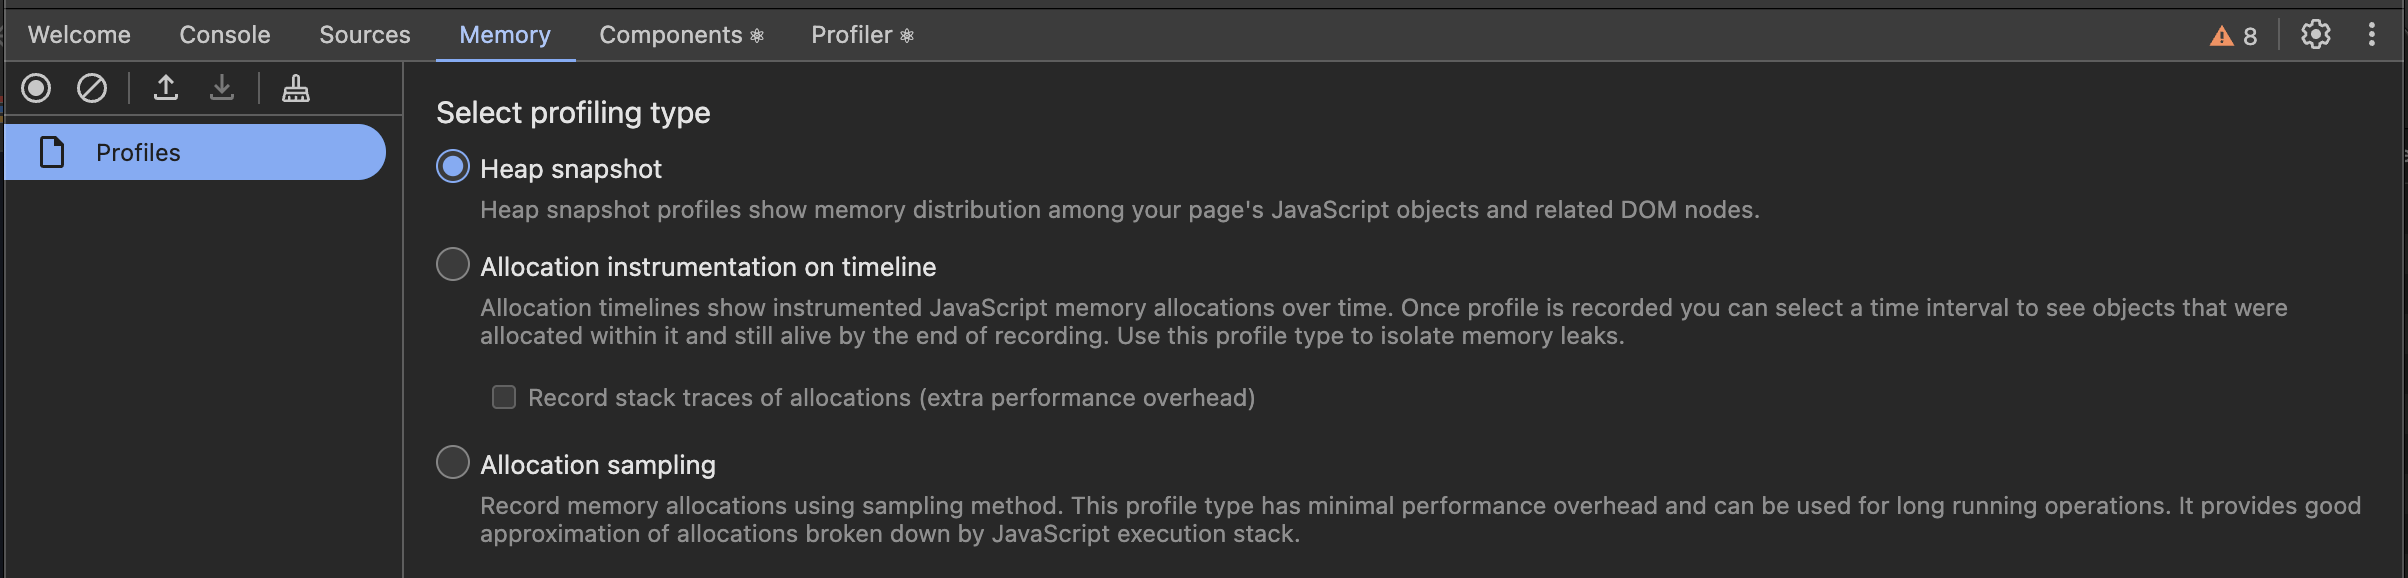 Welcome Console Sources Memory Components ⚛ Profiler ⚛ 8
Profiles
Select profiling type
Heap snapshot
Heap snapshot profiles show memory distribution among your page's JavaScript objects and related DOM nodes.
Allocation instrumentation on timeline
Allocation timelines show instrumented JavaScript memory allocations over time. Once profile is recorded you can select a time interval to see objects that were
allocated within it and still alive by the end of recording. Use this profile type to isolate memory leaks.
Record stack traces of allocations (extra performance overhead)
Allocation sampling
Record memory allocations using sampling method. This profile type has minimal performance overhead and can be used for long running operations. It provides good
approximation of allocations broken down by JavaScript execution stack.